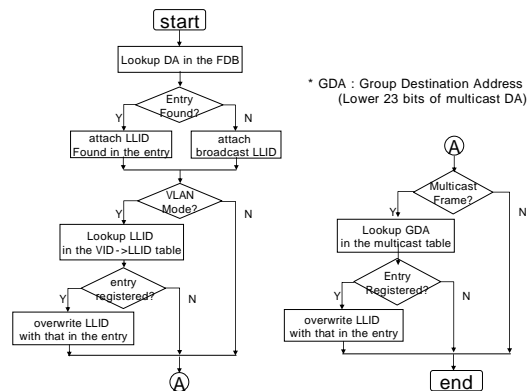 start
Lookup DA in the FDB
Entry
Found?
Y
N
attach LLID
Found in the entry
attach
broadcast LLID
VLAN
Mode?
Y
N
Lookup LLID
in the VID->LLID table
entry
registered?
Y
N
overwrite LLID
with that in the entry
A
* GDA : Group Destination Address
(Lower 23 bits of multicast DA)
A
Multicast
Frame?
Y
N
Lookup GDA
in the multicast table
Entry
Registered?
Y
N
overwrite LLID
with that in the entry
end